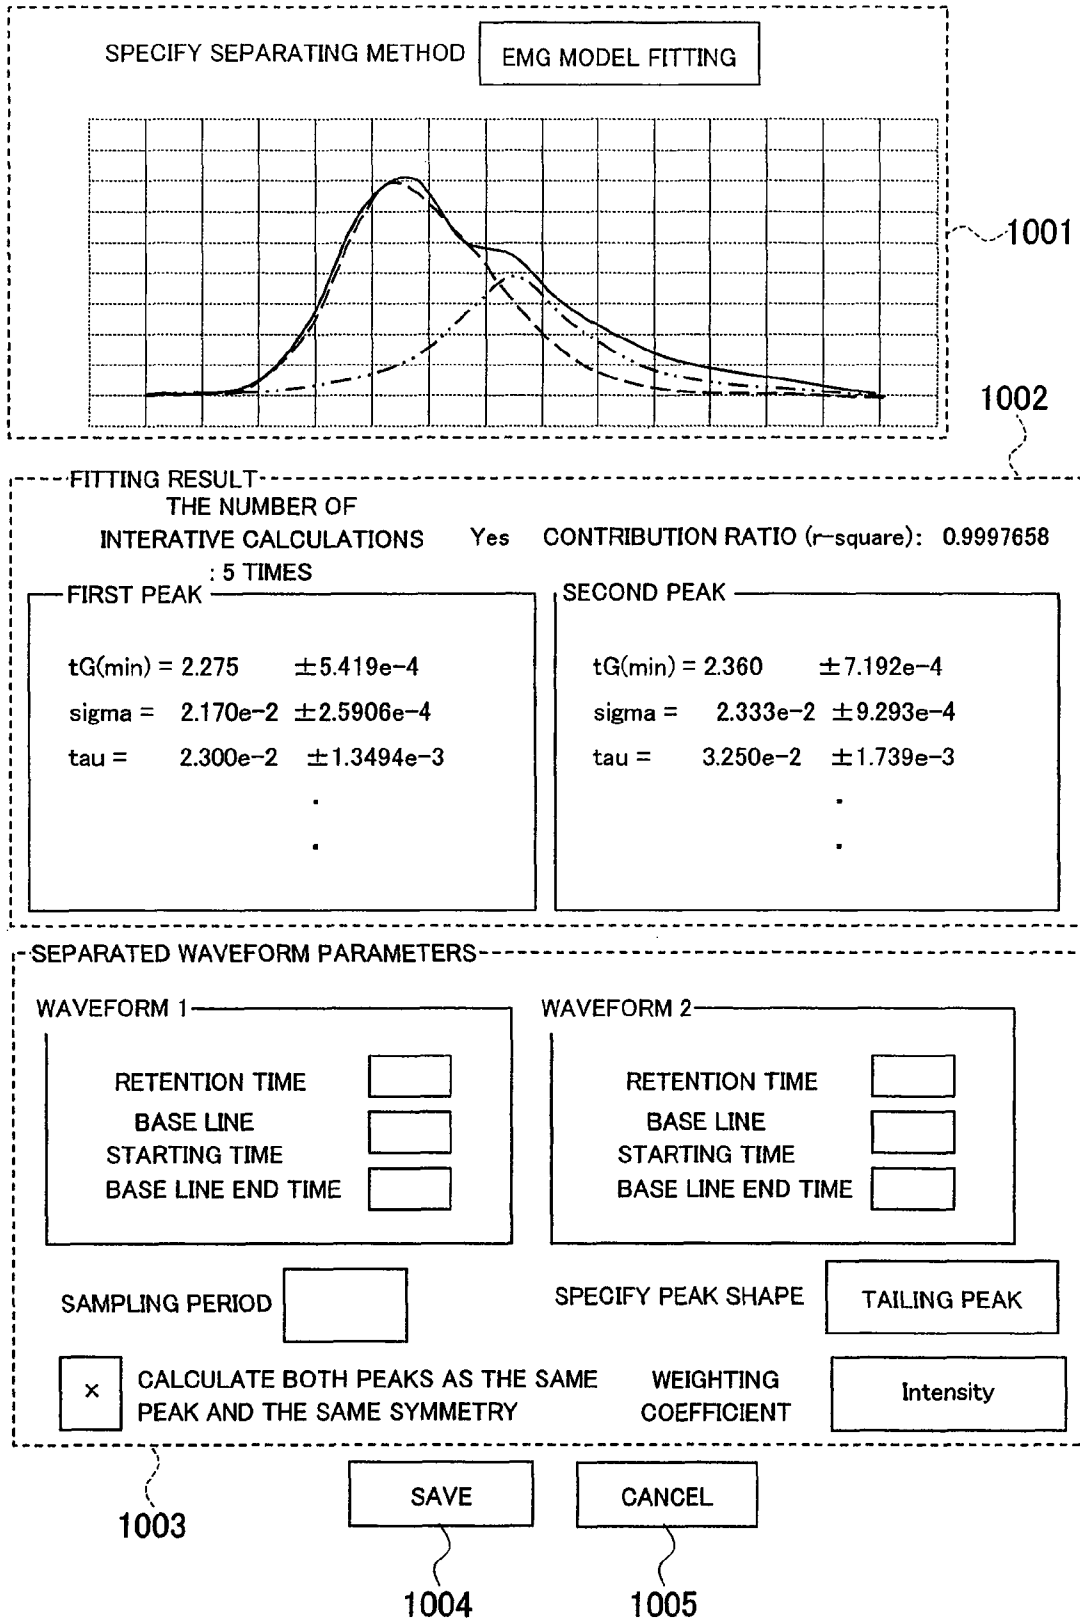 SPECIFY SEPARATING METHOD EMG MODEL FITTING
1001
1002
FITTING RESULT
THE NUMBER OF
INTERATIVE CALCULATIONS Yes CONTRIBUTION RATIO (r-square): 0.9997658
: 5 TIMES
FIRST PEAK
tG(min) = 2.275 ±5.419e-4
sigma = 2.170e-2 ±2.5906e-4
tau = 2.300e-2 ±1.3494e-3
.
.
SECOND PEAK
tG(min) = 2.360 ±7.192e-4
sigma = 2.333e-2 ±9.293e-4
tau = 3.250e-2 ±1.739e-3
.
.
SEPARATED WAVEFORM PARAMETERS
WAVEFORM 1
RETENTION TIME
BASE LINE
STARTING TIME
BASE LINE END TIME
WAVEFORM 2
RETENTION TIME
BASE LINE
STARTING TIME
BASE LINE END TIME
SAMPLING PERIOD
SPECIFY PEAK SHAPE TAILING PEAK
× CALCULATE BOTH PEAKS AS THE SAME
PEAK AND THE SAME SYMMETRY
WEIGHTING
COEFFICIENT
Intensity
1003
SAVE
CANCEL
1004
1005